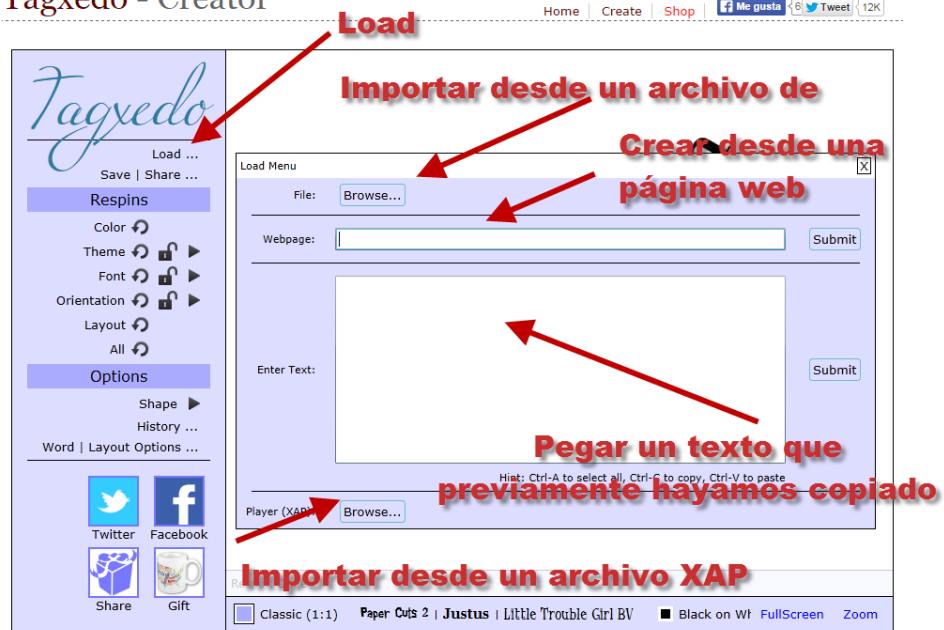 Tagxedo - Creator
Home | Create | Shop | Me gusta 6 Tweet 12K
Load
Importar desde un archivo de
Crear desde una
página web
Tagxedo
Load ...
Save | Share ...
Respins
Color
Theme
Font
Orientation
Layout
All
Options
Shape
History ...
Word | Layout Options ...
Twitter Facebook
Share Gift
Load Menu X
File: Browse...
Webpage: Submit
Enter Text: Submit
Pegar un texto que
previamente hayamos copiado
Hint: Ctrl-A to select all, Ctrl-C to copy, Ctrl-V to paste
Player (XAP): Browse...
Importar desde un archivo XAP
Classic (1:1) Paper Cuts 2 | Justus | Little Trouble Girl BV Black on Wh FullScreen Zoom